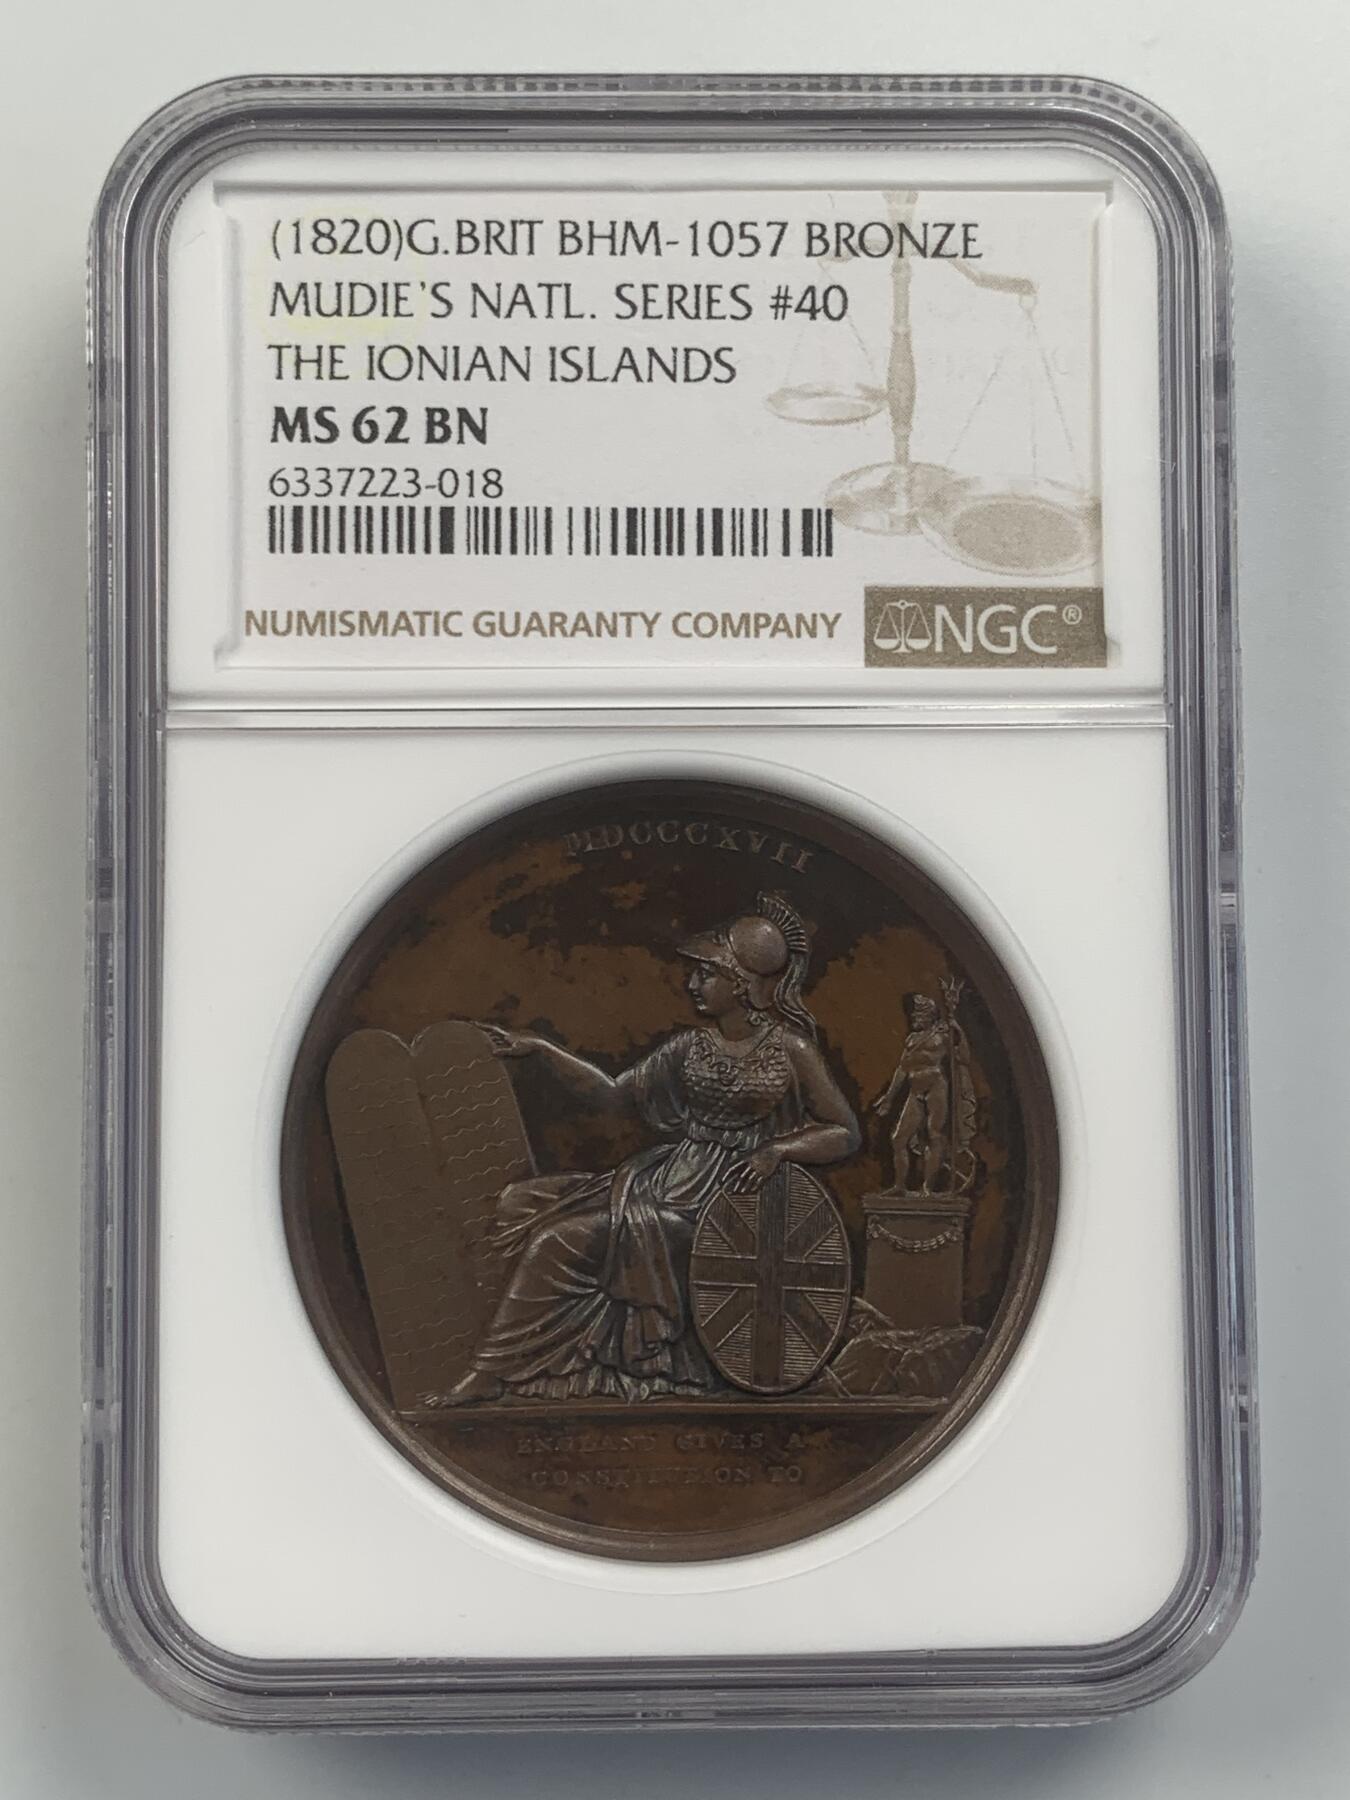 (1820)G.BRIT BHM-1057 BRONZE
MUDIE'S NATL. SERIES #40
THE IONIAN ISLANDS
MS 62 BN
6337223-018
NUMISMATIC GUARANTY COMPANY NGC®
MDCCCXVII
ENGLAND GIVES A
CONSTITUTION TO